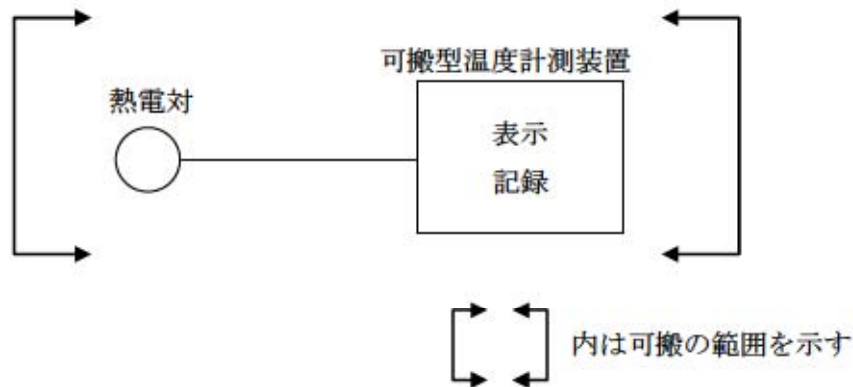 可搬型温度計測装置
熱電対
表示
記録
内は可搬の範囲を示す